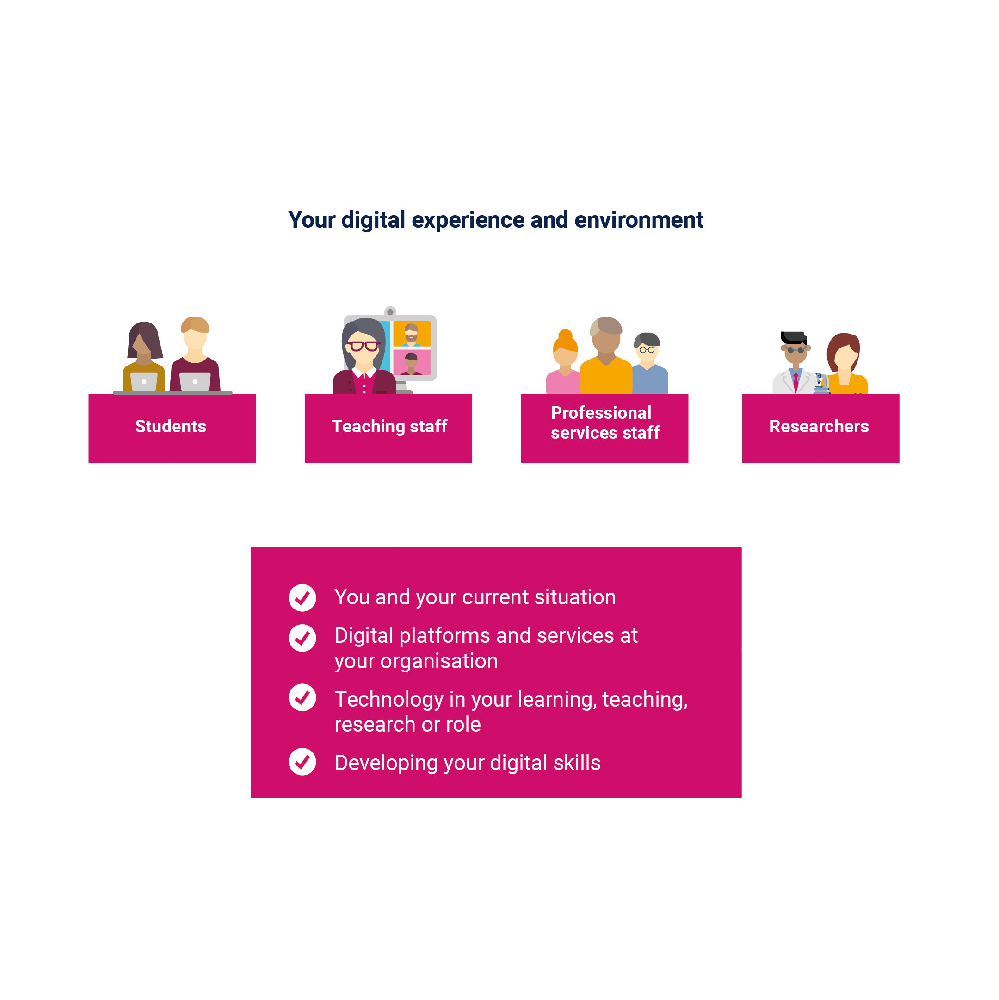 Your digital experience and environment
Students
Teaching staff
Professional
services staff
Researchers
You and your current situation
Digital platforms and services at
your organisation
Technology in your learning, teaching,
research or role
Developing your digital skills